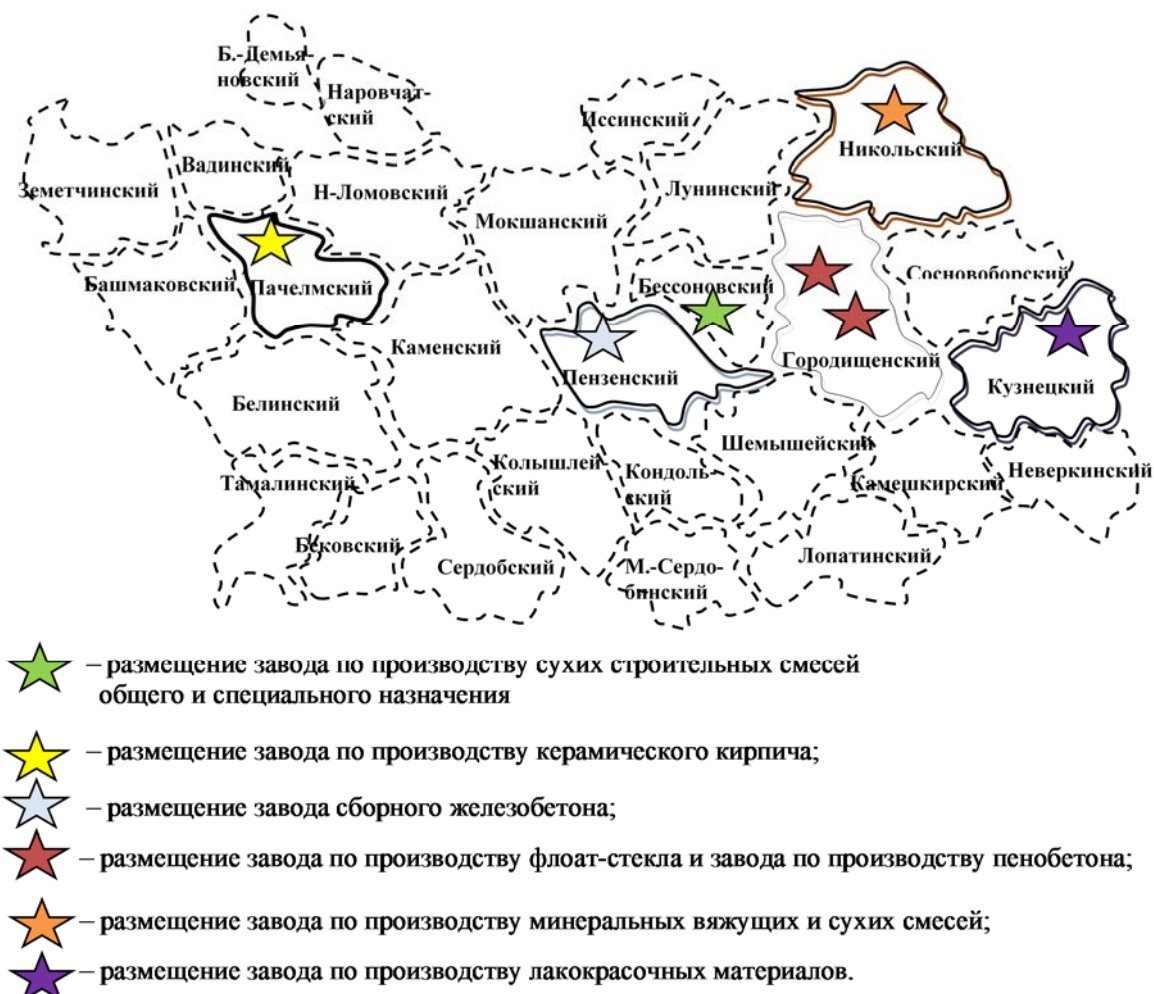 Б.-Демья-
новский
Наровчат-
ский
Иссинский
Никольский
Вадинский
Земетчинский
Н-Ломовский
Лунинский
Мокшанский
Башмаковский
Пачелмский
Бессоновский
Сосновоборский
Каменский
Пензенский
Городищенский
Кузнецкий
Белинский
Шемышейский
Колышлей-
ский
Кондоль-
ский
Неверкинский
Тамалинский
Камешкирский
Бековский
Сердобский
М.-Сердо-
бинский
Лопатинский
– размещение завода по производству сухих строительных смесей
общего и специального назначения
– размещение завода по производству керамического кирпича;
– размещение завода сборного железобетона;
– размещение завода по производству флоат-стекла и завода по производству пенобетона;
– размещение завода по производству минеральных вяжущих и сухих смесей;
– размещение завода по производству лакокрасочных материалов.